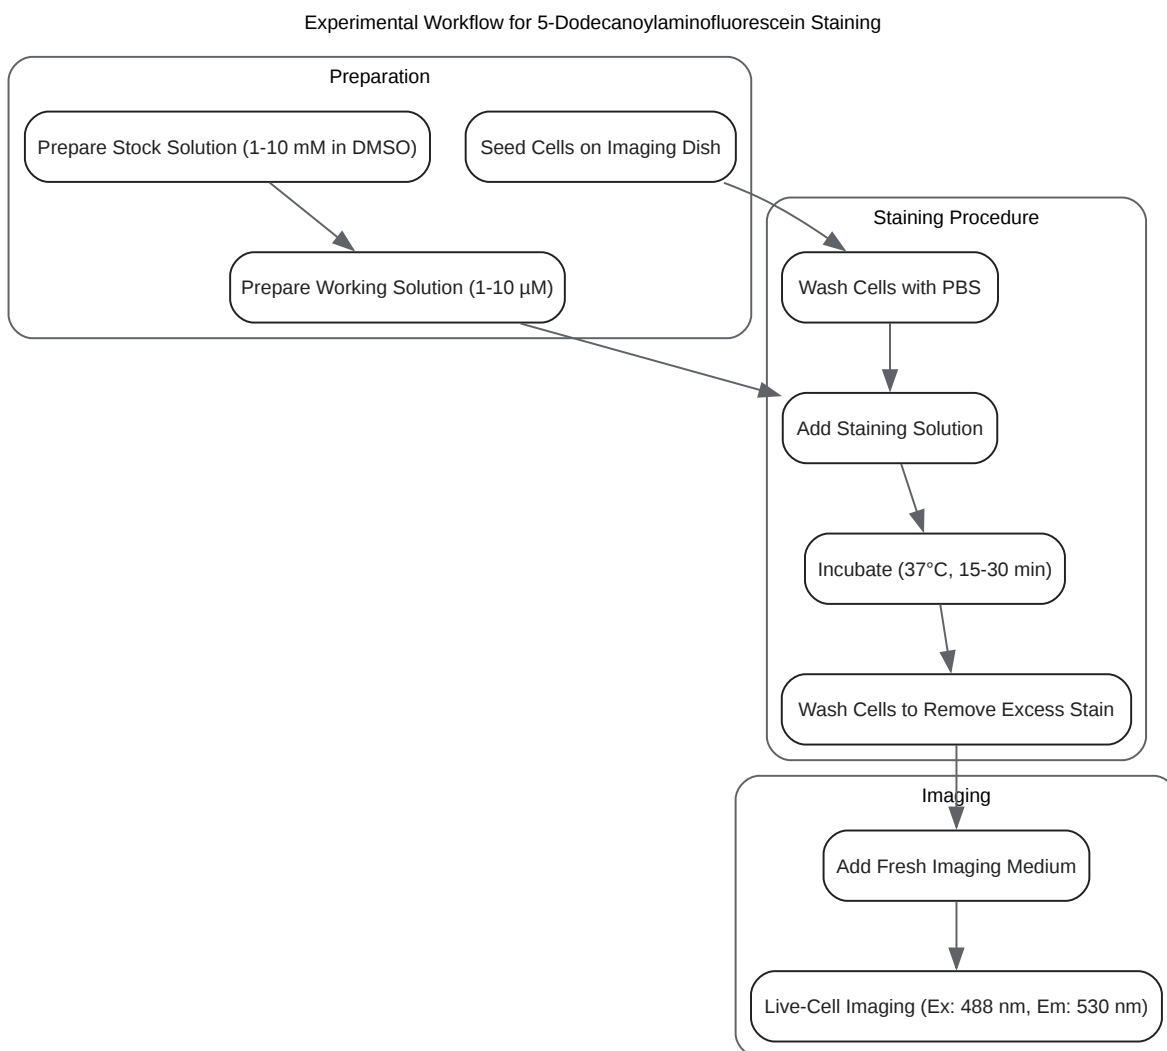 Experimental Workflow for 5-Dodecanoylaminofluorescein Staining
Preparation
Prepare Stock Solution (1-10 mM in DMSO)
Seed Cells on Imaging Dish
Prepare Working Solution (1-10 µM)
Staining Procedure
Wash Cells with PBS
Add Staining Solution
Incubate (37°C, 15-30 min)
Wash Cells to Remove Excess Stain
Imaging
Add Fresh Imaging Medium
Live-Cell Imaging (Ex: 488 nm, Em: 530 nm)